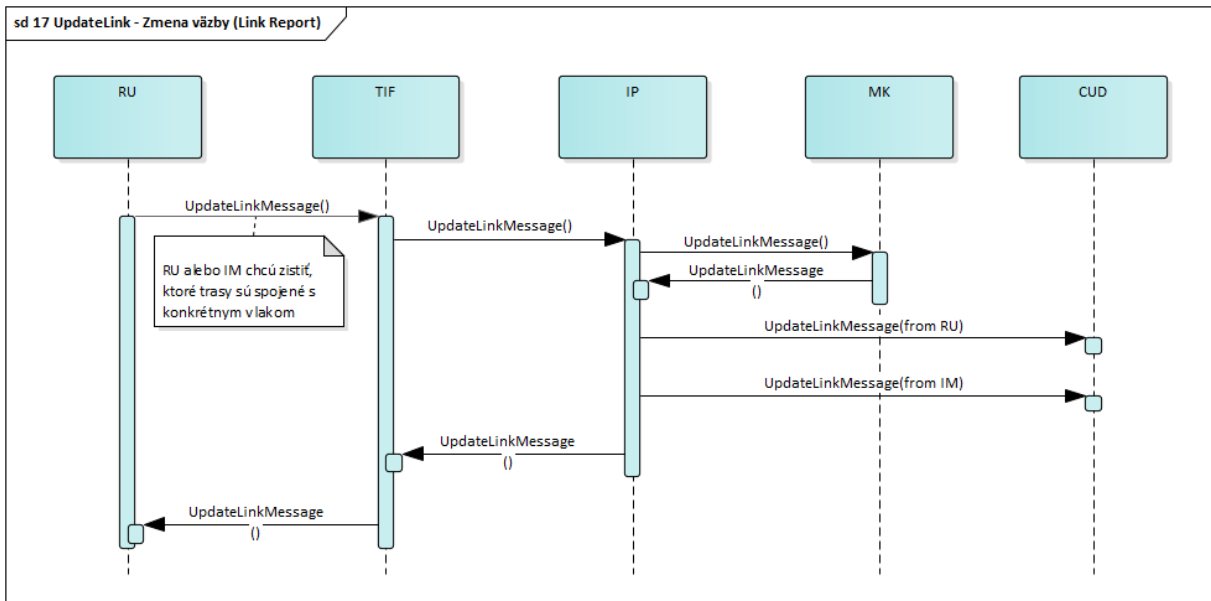 sd 17 UpdateLink - Zmena väzby (Link Report)
RU
TIF
IP
MK
CUD
UpdateLinkMessage()
UpdateLinkMessage()
UpdateLinkMessage()
RU alebo IM chcú zistiť,
ktoré trasy sú spojené s
konkrétnym vlakom
UpdateLinkMessage
()
UpdateLinkMessage(from RU)
UpdateLinkMessage(from IM)
UpdateLinkMessage
()
UpdateLinkMessage
()